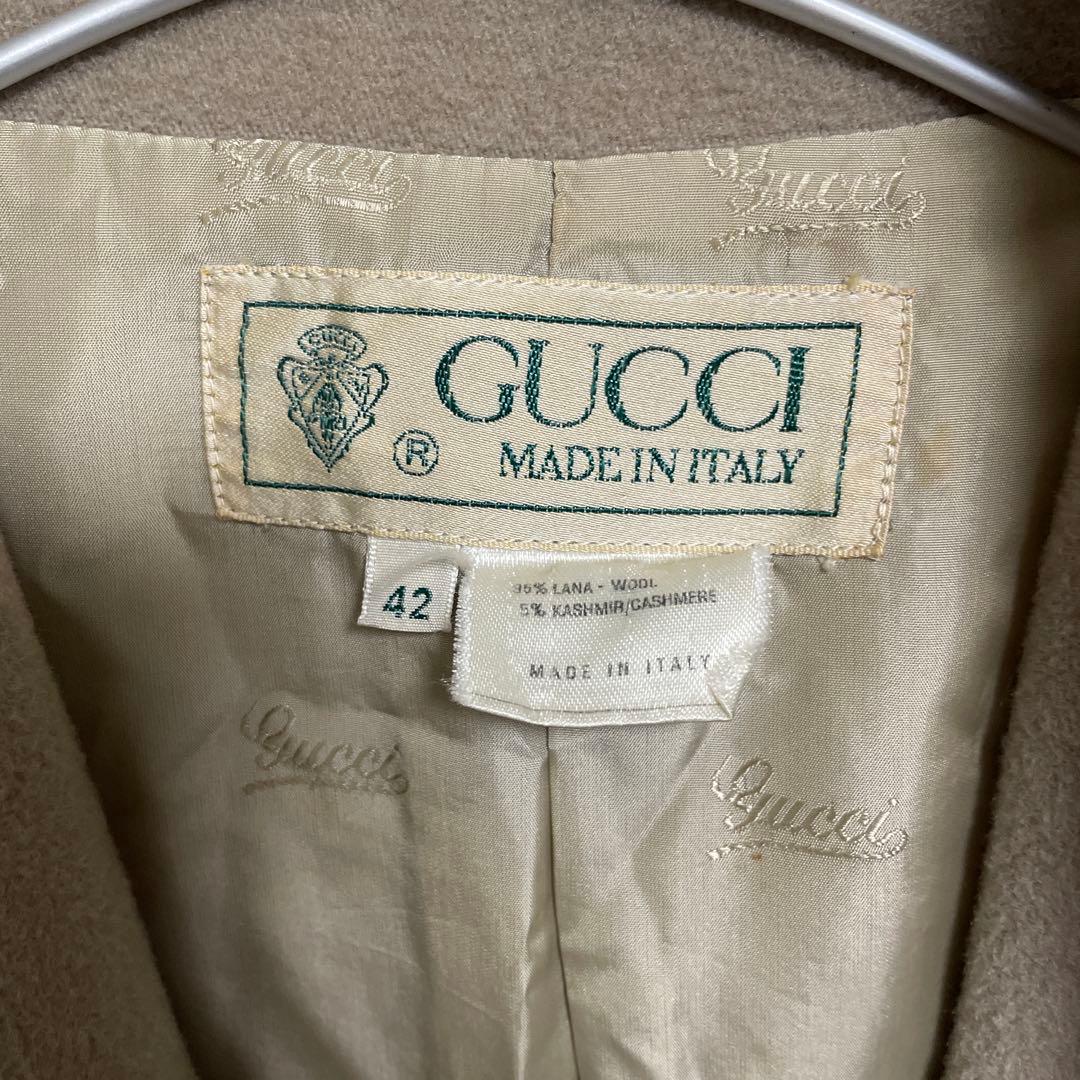 Gucci Gucci
GUCCI
®
MADE IN ITALY
42
95% LANA - WOOL
5% KASHMIR/CASHMERE
MADE IN ITALY
Gucci
Gucci